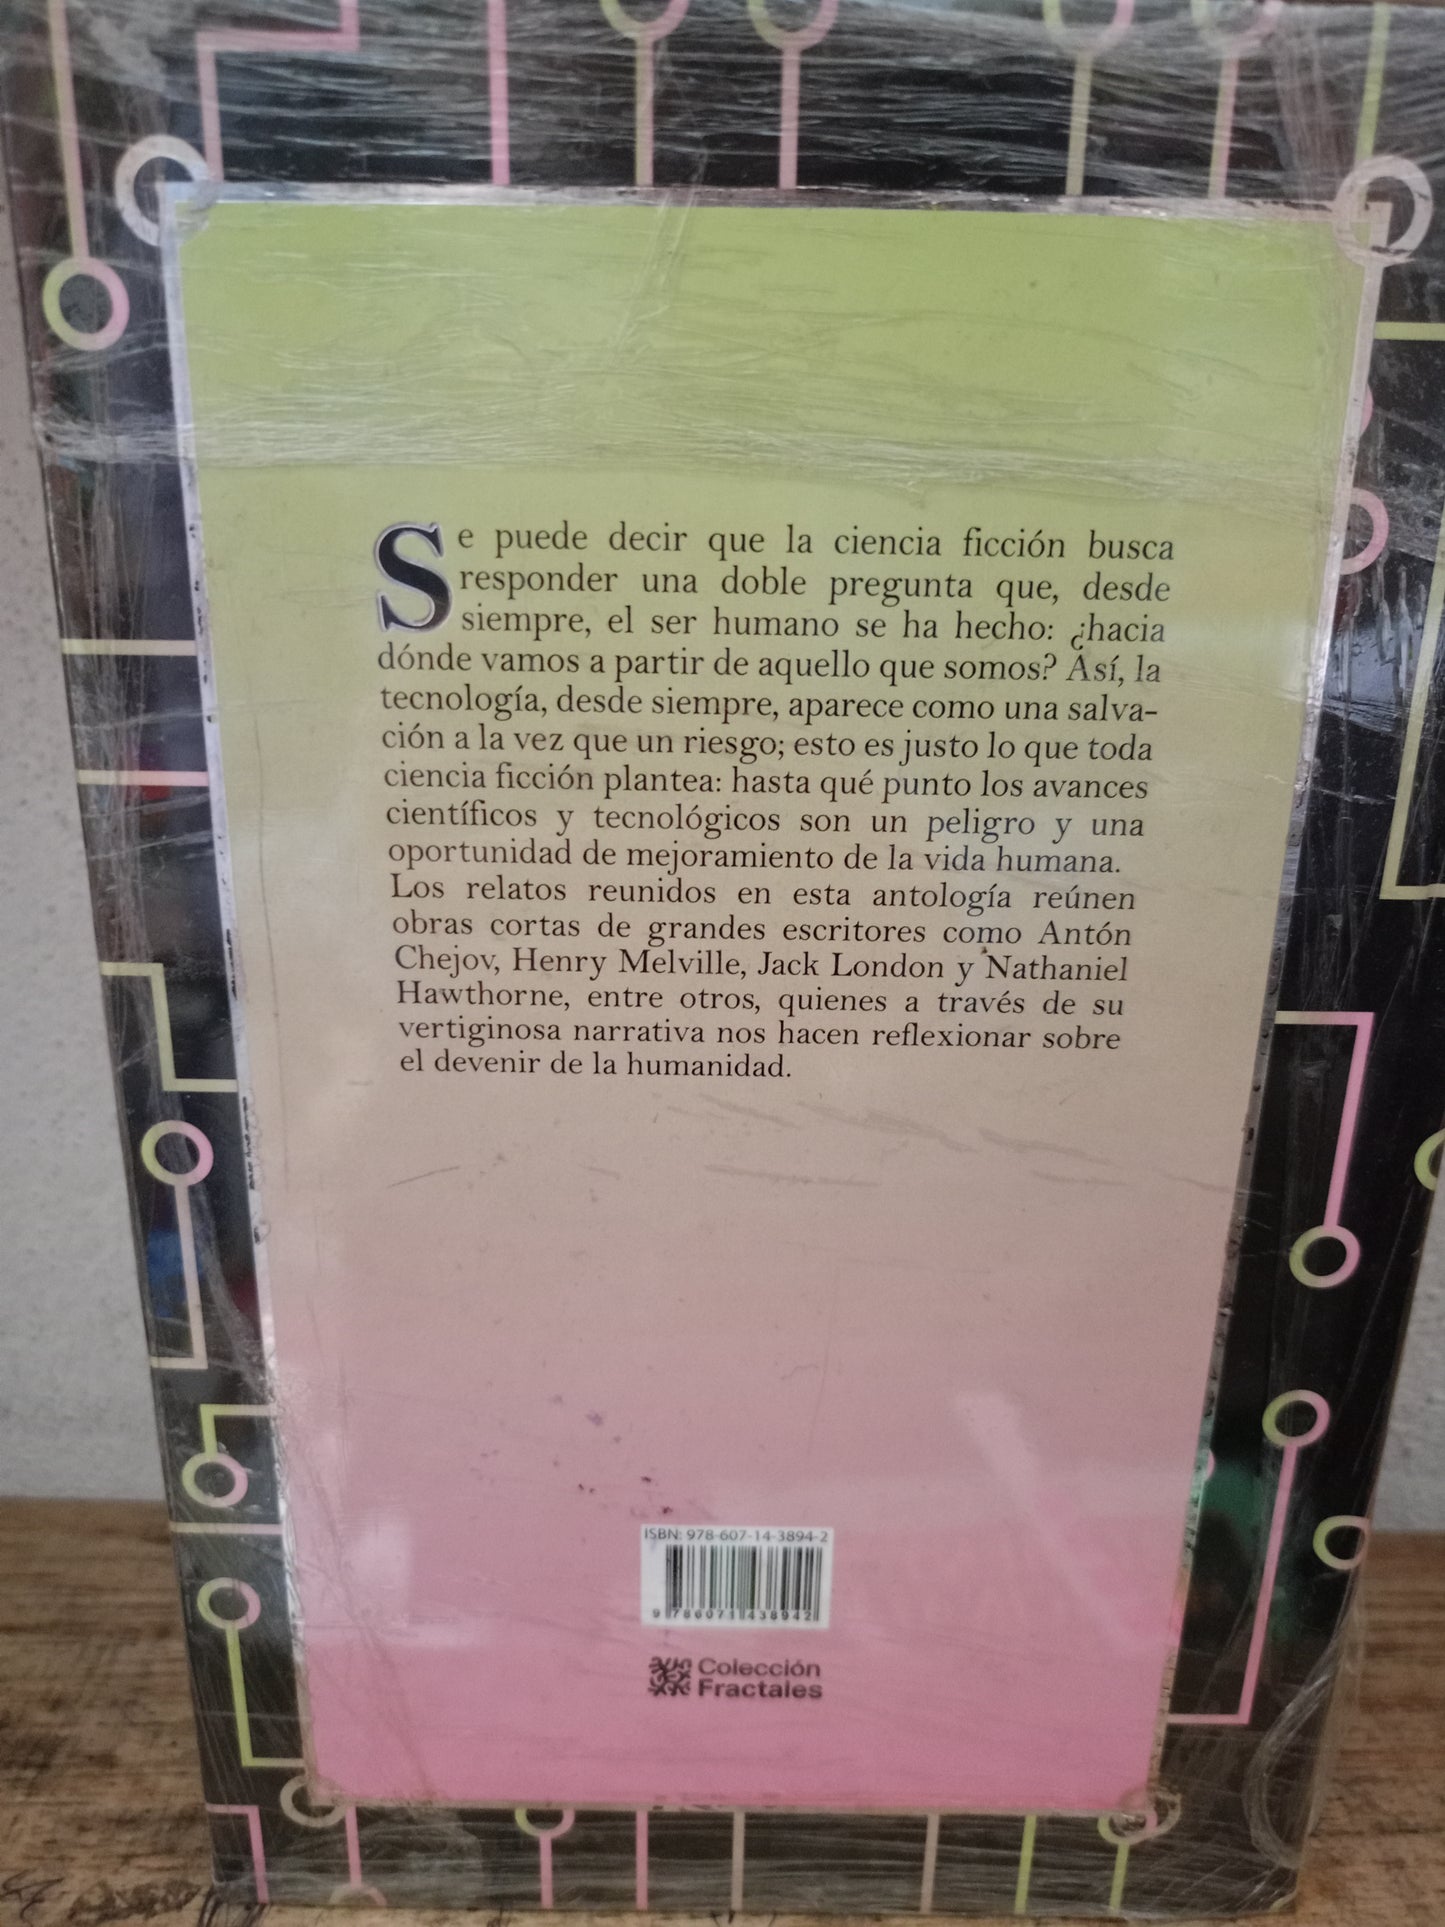 Se puede decir que la ciencia ficción busca
responder una doble pregunta que, desde
siempre, el ser humano se ha hecho: ¿hacia
dónde vamos a partir de aquello que somos? Así, la
tecnología, desde siempre, aparece como una salva-
ción a la vez que un riesgo; esto es justo lo que toda
ciencia ficción plantea: hasta qué punto los avances
científicos y tecnológicos son un peligro y una
oportunidad de mejoramiento de la vida humana.
Los relatos reunidos en esta antología reúnen
obras cortas de grandes escritores como Antón
Chejov, Henry Melville, Jack London y Nathaniel
Hawthorne, entre otros, quienes a través de su
vertiginosa narrativa nos hacen reflexionar sobre
el devenir de la humanidad.
ISBN: 978-607-14-3894-2
9 786071 438942
Colección
Fractales